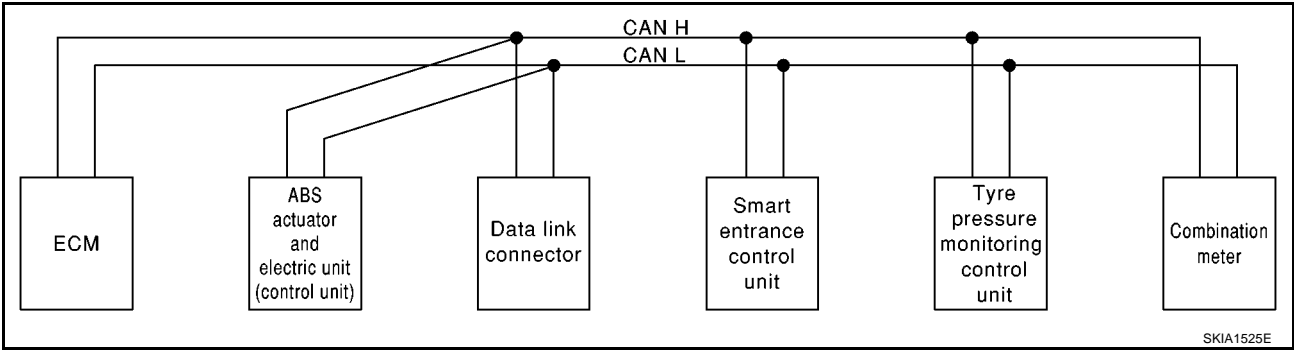 CAN H
CAN L
ECM
ABS
actuator
and
electric unit
(control unit)
Data link
connector
Smart
entrance
control
unit
Tyre
pressure
monitoring
control
unit
Combination
meter
SKIA1525E